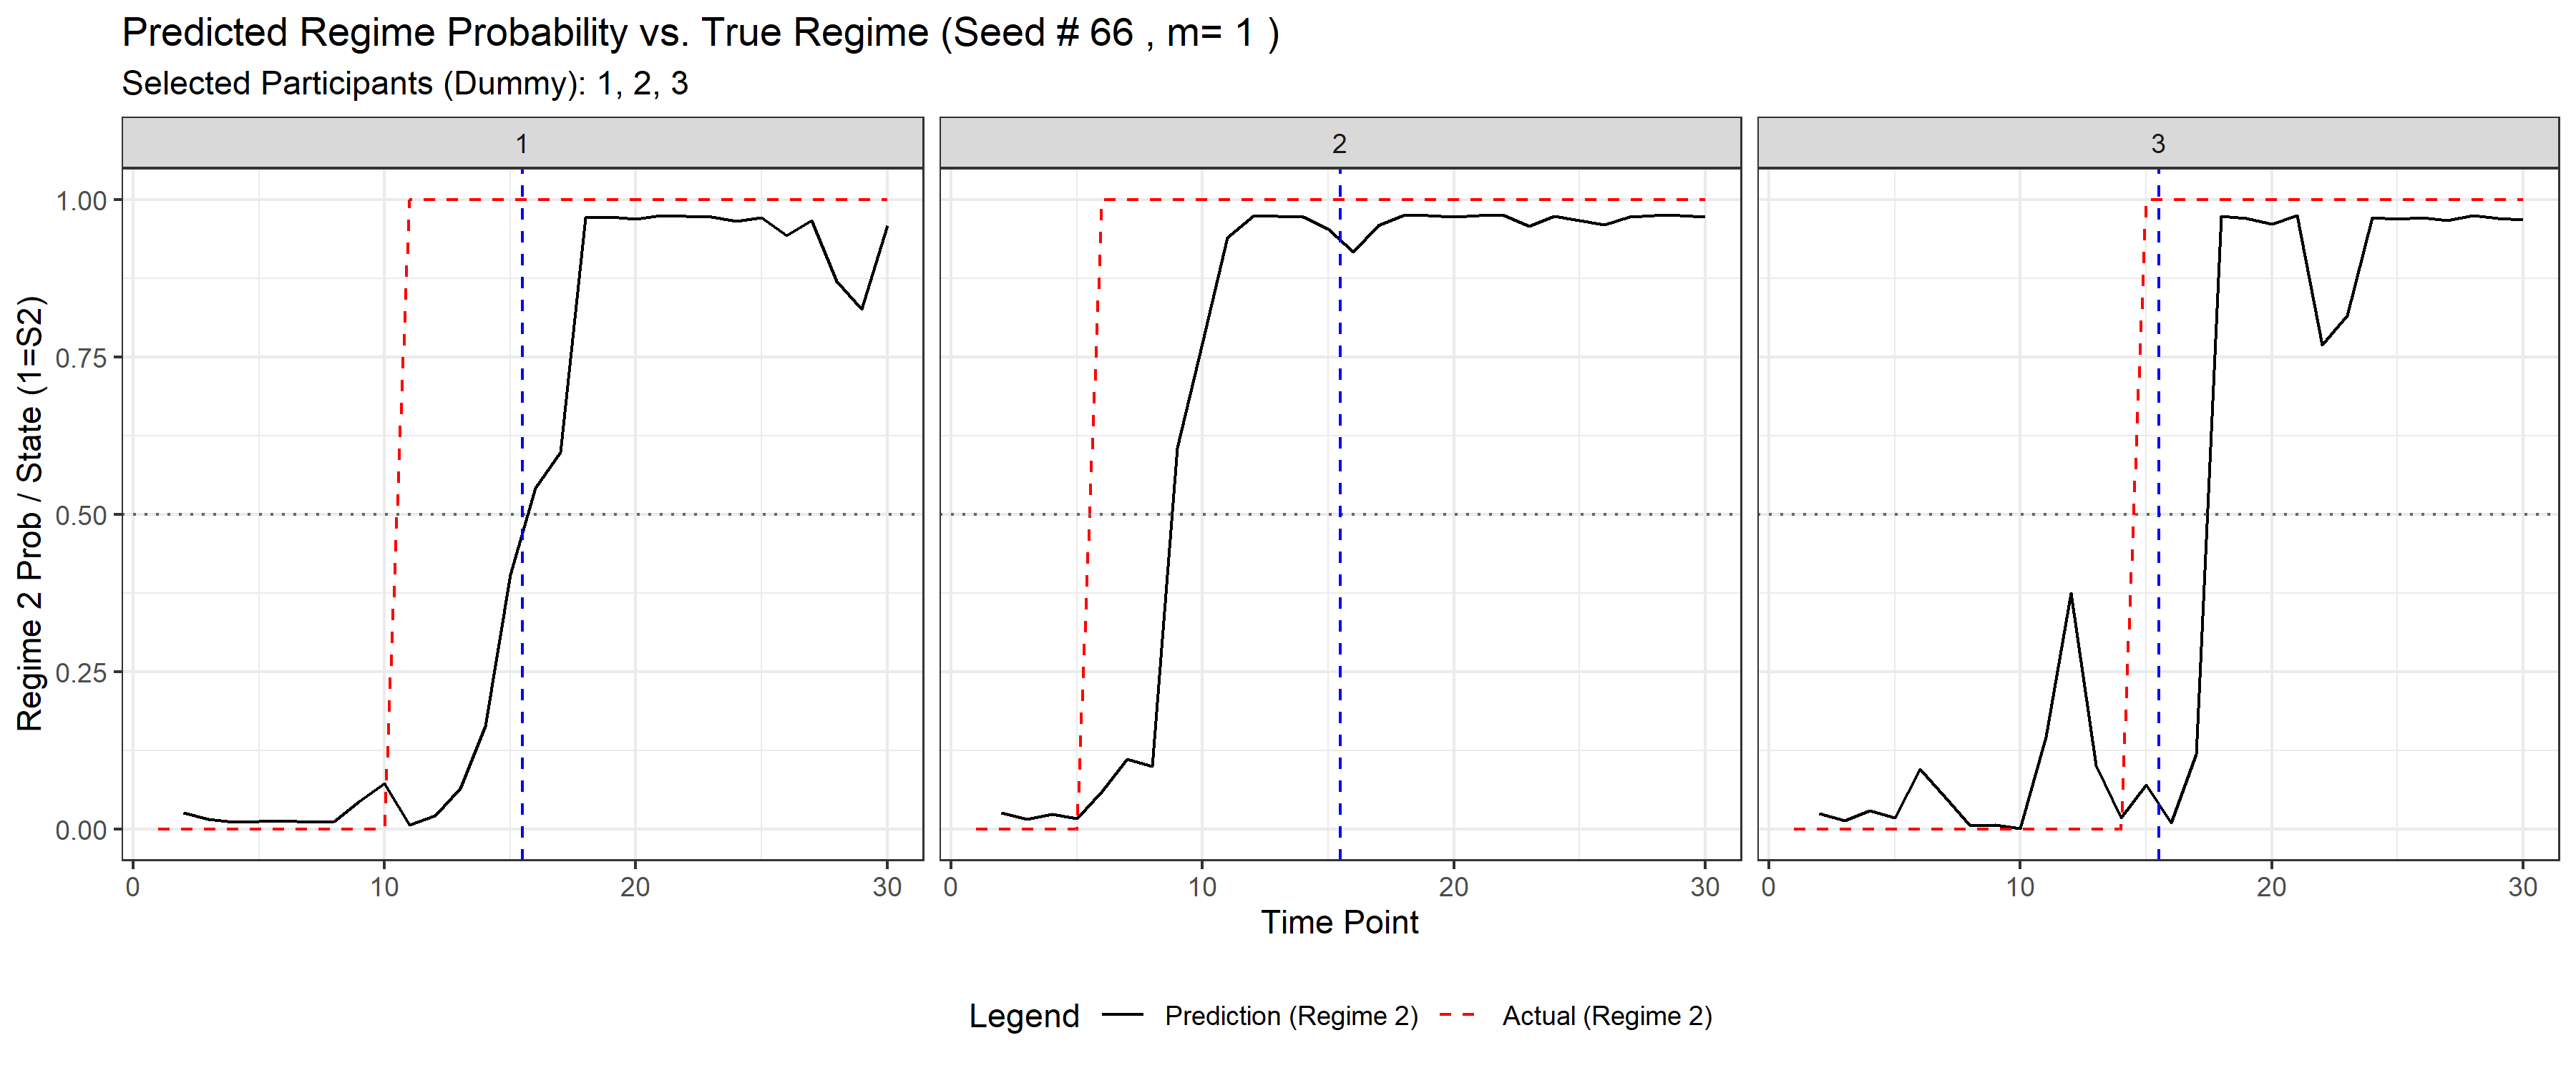 Predicted Regime Probability vs. True Regime (Seed # 66 , m= 1 )
Selected Participants (Dummy): 1, 2, 3
1
2
3
Regime 2 Prob / State (1=S2)
1.00
0.75
0.50
0.25
0.00
0 10 20 30
0 10 20 30
0 10 20 30
Time Point
Legend Prediction (Regime 2) Actual (Regime 2)